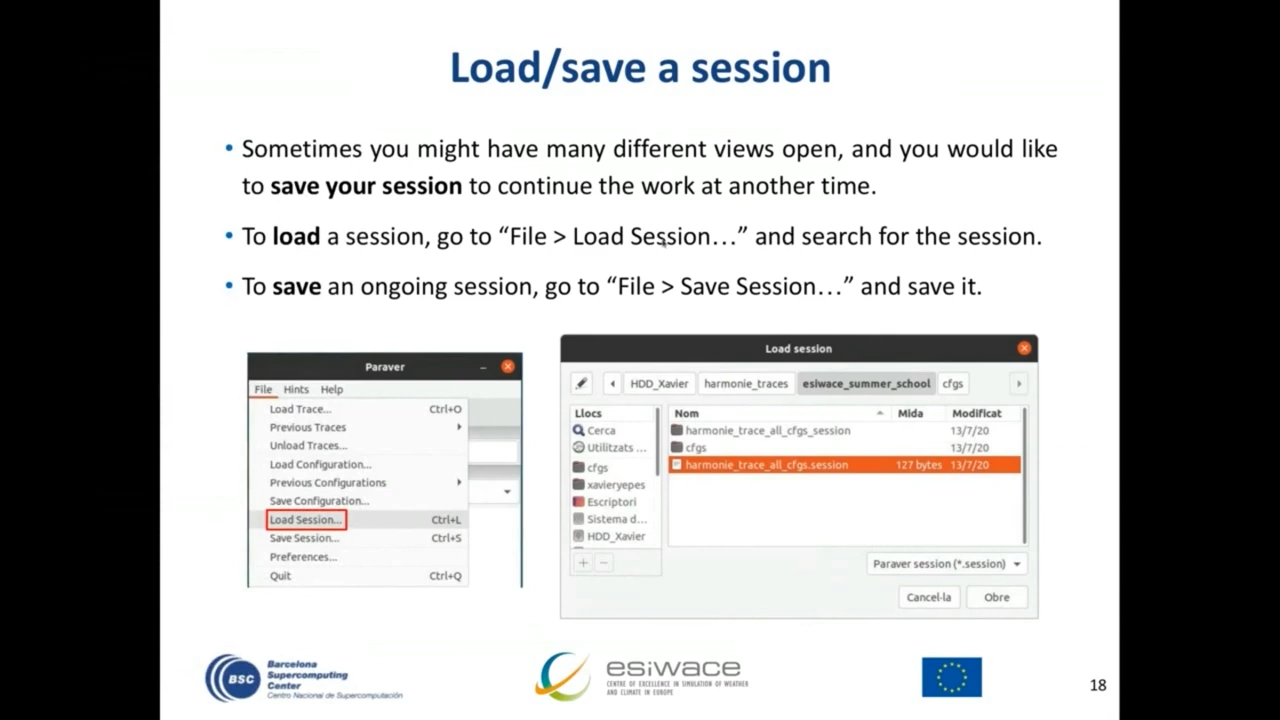 Load/save a session
• Sometimes you might have many different views open, and you would like
to save your session to continue the work at another time.
• To load a session, go to “File > Load Session…” and search for the session.
• To save an ongoing session, go to “File > Save Session…” and save it.
Paraver
File Hints Help
Load Trace... Ctrl+O
Previous Traces
Unload Traces...
Load Configuration...
Previous Configurations
Save Configuration...
Load Session... Ctrl+L
Save Session... Ctrl+S
Preferences...
Quit Ctrl+Q
Load session
HDD_Xavier harmonie_traces esiwace_summer_school cfgs
Llocs
Cerca
Utilitzats ...
cfgs
xavieryepes
Escriptori
Sistema d...
HDD_Xavier
Nom Mida Modificat
harmonie_trace_all_cfgs_session 13/7/20
cfgs 13/7/20
harmonie_trace_all_cfgs.session 127 bytes 13/7/20
Paraver session (*.session)
Cancel·la Obre
BSC
Barcelona
Supercomputing
Center
Centro Nacional de Supercomputación
esiwace
CENTRE OF EXCELLENCE IN SIMULATION OF WEATHER
AND CLIMATE IN EUROPE
18